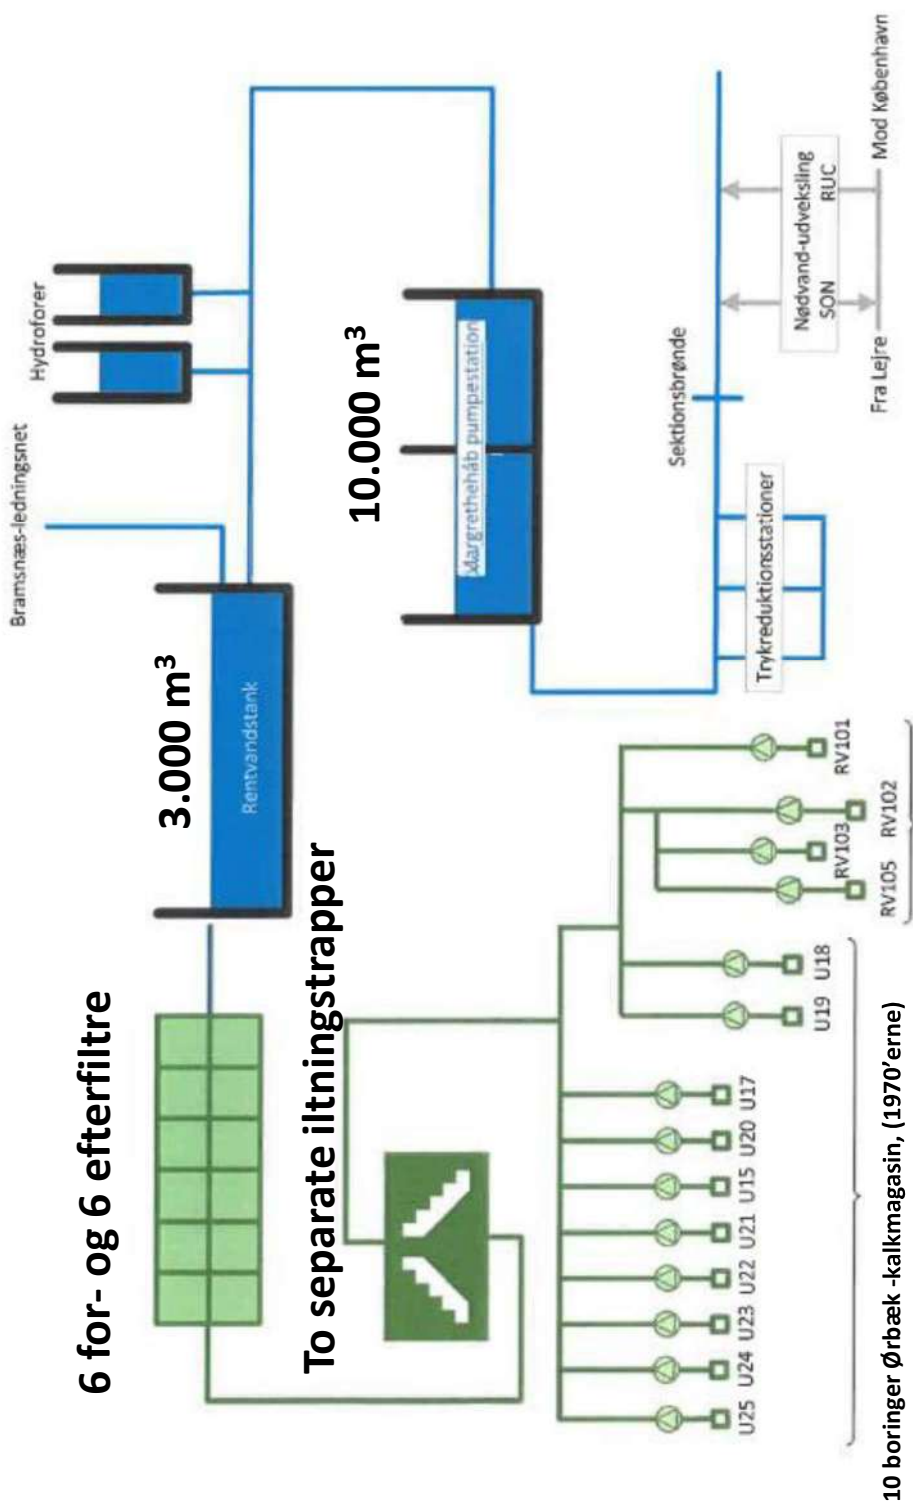 Bramsnæs-ledningsnet
Hydroforer
6 for- og 6 efterfiltre
3.000 m³
Rentvandstank
10.000 m³
Margrethehåb pumpestation
To separate iltningstrapper
Sektionsbrønde
Trykreduktionsstationer
Nødvand-udveksling
SON
RUC
Fra Lejre
Mod København
U25
U24
U23
U22
U21
U15
U20
U17
U19
U18
RV105
RV103
RV102
RV101
10 boringer Ørbæk -kalkmagasin, (1970’erne)